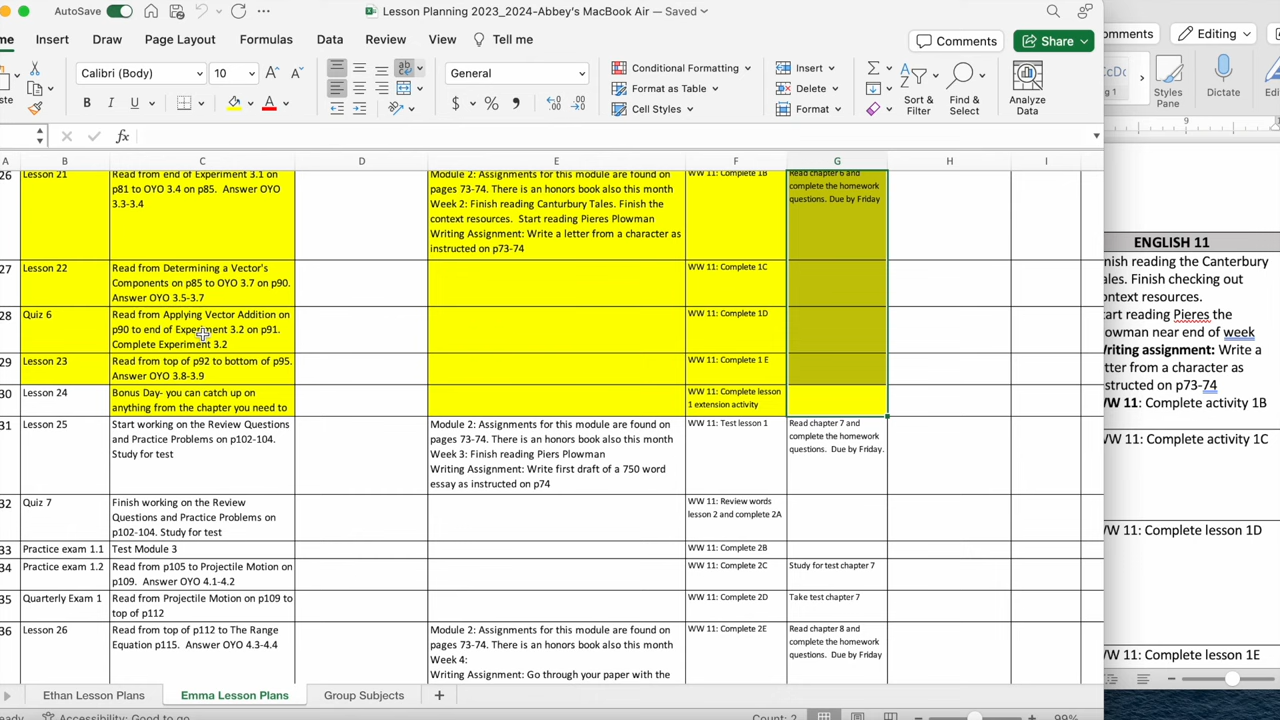 AutoSave
Lesson Planning 2023_2024-Abbey's MacBook Air — Saved
me Insert Draw Page Layout Formulas Data Review View Tell me
Comments
Share
Calibri (Body) 10
General
Conditional Formatting
Format as Table
Cell Styles
Insert
Delete
Format
Sort & Filter
Find & Select
Analyze Data
ste
fx
A B C D E F G H I
26 Lesson 21
Read from end of Experiment 3.1 on
p81 to OYO 3.4 on p85. Answer OYO
3.3-3.4
Module 2: Assignments for this module are found on
pages 73-74. There is an honors book also this month
Week 2: Finish reading Canturbury Tales. Finish the
context resources. Start reading Pieres Plowman
Writing Assignment: Write a letter from a character as
instructed on p73-74
WW 11: Complete 1B
Read chapter 6 and
complete the homework
questions. Due by Friday
27 Lesson 22
Read from Determining a Vector's
Components on p85 to OYO 3.7 on p90.
Answer OYO 3.5-3.7
WW 11: Complete 1C
28 Quiz 6
Read from Applying Vector Addition on
p90 to end of Experiment 3.2 on p91.
Complete Experiment 3.2
WW 11: Complete 1D
29 Lesson 23
Read from top of p92 to bottom of p95.
Answer OYO 3.8-3.9
WW 11: Complete 1 E
30 Lesson 24
Bonus Day- you can catch up on
anything from the chapter you need to
WW 11: Complete lesson
1 extension activity
31 Lesson 25
Start working on the Review Questions
and Practice Problems on p102-104.
Study for test
Module 2: Assignments for this module are found on
pages 73-74. There is an honors book also this month
Week 3: Finish reading Piers Plowman
Writing Assignment: Write first draft of a 750 word
essay as instructed on p74
WW 11: Test lesson 1
Read chapter 7 and
complete the homework
questions. Due by Friday.
32 Quiz 7
Finish working on the Review
Questions and Practice Problems on
p102-104. Study for test
WW 11: Review words
lesson 2 and complete 2A
33 Practice exam 1.1 Test Module 3
WW 11: Complete 2B
34 Practice exam 1.2
Read from p105 to Projectile Motion on
p109. Answer OYO 4.1-4.2
WW 11: Complete 2C
Study for test chapter 7
35 Quarterly Exam 1
Read from Projectile Motion on p109 to
top of p112
WW 11: Complete 2D
Take test chapter 7
36 Lesson 26
Read from top of p112 to The Range
Equation p115. Answer OYO 4.3-4.4
Module 2: Assignments for this module are found on
pages 73-74. There is an honors book also this month
Week 4:
Writing Assignment: Go through your paper with the
WW 11: Complete 2E
Read chapter 8 and
complete the homework
questions. Due by Friday
Ethan Lesson Plans Emma Lesson Plans Group Subjects +
eady Accessibility: Good to go Count: 2 99%
mments Editing
Styles Pane
Dictate
Edi
9
ENGLISH 11
nish reading the Canterbury
ales. Finish checking out
ontext resources.
tart reading Pieres the
owman near end of week
Writing assignment: Write a
tter from a character as
structed on p73-74
WW 11: Complete activity 1B
WW 11: Complete activity 1C
WW 11: Complete lesson 1D
WW 11: Complete lesson 1E